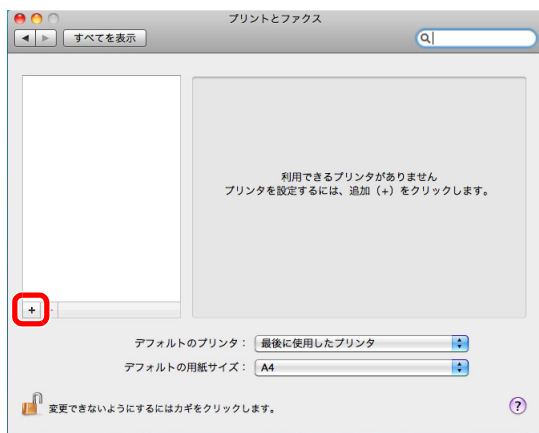 プリントとファクス
すべてを表示
利用できるプリンタがありません
プリンタを設定するには、追加（+）をクリックします。
+ -
デフォルトのプリンタ： 最後に使用したプリンタ
デフォルトの用紙サイズ： A4
変更できないようにするにはカギをクリックします。 ?